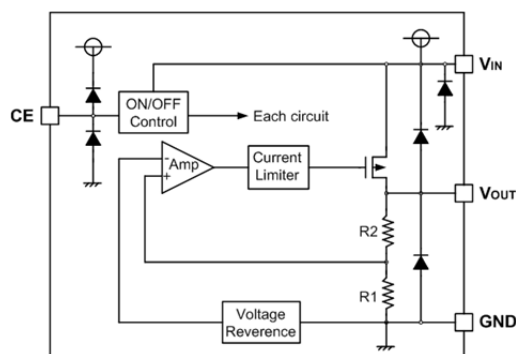 VIN
CE
ON/OFF
Control
Each circuit
-
Amp
+
Current
Limiter
VOUT
R2
R1
Voltage
Reverence
GND